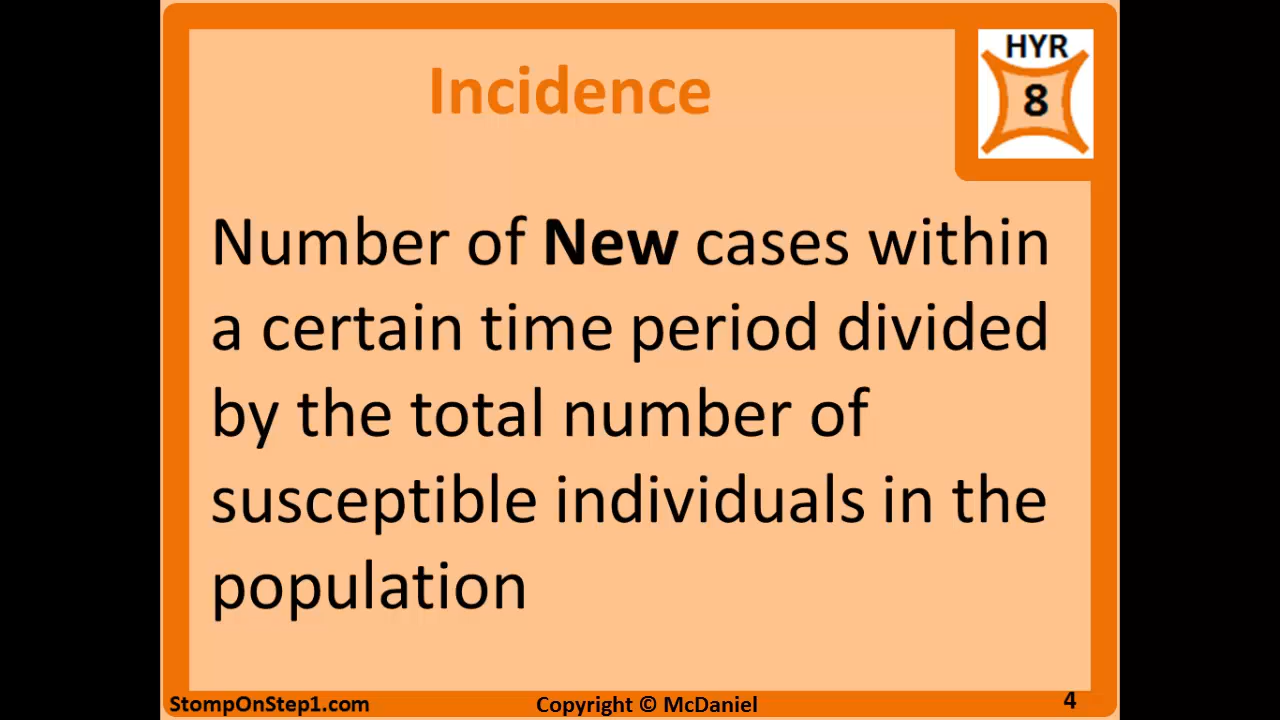 HYR
8
Incidence
Number of New cases within
a certain time period divided
by the total number of
susceptible individuals in the
population
StompOnStep1.com
Copyright © McDaniel
4